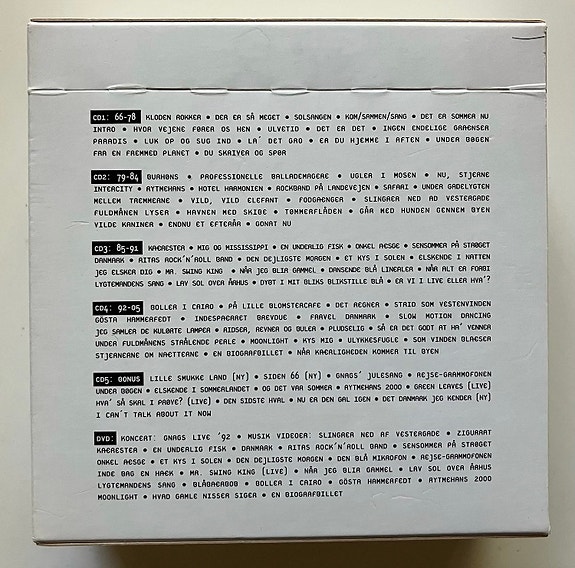 CD1: 66-78 KLODEN ROKKER • DER ER SÅ MEGET • SOLSANGEN • KOM/SAMMEN/SANG • DET ER SOMMER NU
INTRO • HVOR VEJENE FØRER OS HEN • ULVETID • DET ER DET • INGEN ENDELIGE GRÆNSER
PARADIS • LUK OP OG SUG IND • LA' DET GRO • ER DU HJEMME I AFTEN • UNDER BØGEN
FRA EN FREMMED PLANET • DU SKRIVER OG SPØR
CD2: 79-84 BURHØNS • PROFESSIONELLE BALLADEMAGERE • UGLER I MOSEN • NU, STJERNE
INTERCITY • RYTMEHANS • HOTEL HARMONIEN • ROCKBAND PÅ LANDEVEJEN • SAFARI • UNDER GADELYGTEN
MELLEM TREMMERNE • VILD, VILD ELEFANT • FODGÆNGER • SLINGRER NED AD VESTERGADE
FULDMÅNEN LYSER • HAVNEN MED SKIBE • TØMMERFLÅDEN • GÅR MED HUNDEN GENNEM BYEN
VILDE KANINER • ENDNU ET EFTERÅR • GONAT NU
CD3: 85-91 KÆRESTER • MIG OG MISSISSIPPI • EN UNDERLIG FISK • ONKEL ÆSGE • SENSOMMER PÅ STRØGET
DANMARK • RITAS ROCK'N'ROLL BAND • DEN DEJLIGSTE MORGEN • ET KYS I SOLEN • ELSKENDE I NATTEN
JEG ELSKER DIG • MR. SWING KING • NÅR JEG BLIR GAMMEL • DANSENDE BLÅ LINEALER • NÅR ALT ER FORBI
LYGTEMANDENS SANG • LAV SOL OVER ÅRHUS • DYBT I MIT BLIKS BLIKSTILLE BLÅ • ER VI I LIVE ELLER HVA'?
CD4: 92-05 BOLLER I CAIRO • PÅ LILLE BLOMSTERCAFE • DET REGNER • STRID SOM VESTENVINDEN
GÖSTA HAMMERFEDT • INDESPÆRRET BREVDUE • FARVEL DANMARK • SLOW MOTION DANCING
JEG SAMLER DE KULØRTE LAMPER • RIDSER, REVNER OG BULER • PLUDSELIG • SÅ ER DET GODT AT HA' VENNER
UNDER FULDMÅNENS STRÅLENDE PERLE • MOONLIGHT • KYS MIG • ULYKKESFUGLE • SOM VINDEN BLÆSER
STJERNERNE OM NÆTTERNE • EN BIOGRAFBILLET • NÅR KÆRLIGHEDEN KOMMER TIL BYEN
CD5: BONUS LILLE SMUKKE LAND (NY) • SIDEN 66 (NY) • GNAGS' JULESANG • REJSE-GRAMMOFONEN
UNDER BØGEN • ELSKENDE I SOMMERLANDET • OG DET VAR SOMMER • RYTMEHANS 2000 • GREEN LEAVES (LIVE)
HVA' SÅ SKAL I PRØVE? (LIVE) • DEN SIDSTE HVAL • NU ER DEN GAL IGEN • DET DANMARK JEG KENDER (NY)
I CAN'T TALK ABOUT IT NOW
DVD: KONCERT: GNAGS LIVE '92 • MUSIK VIDEOER: SLINGRER NED AF VESTERGADE • ZIGURAT
KÆRESTER • EN UNDERLIG FISK • DANMARK • RITAS ROCK'N'ROLL BAND • SENSOMMER PÅ STRØGET
ONKEL ÆSGE • ET KYS I SOLEN • DEN DEJLIGSTE MORGEN • DEN BLÅ MIKROFON • REJSE-GRAMMOFONEN
INDE BAG EN HÆK • MR. SWING KING (LIVE) • NÅR JEG BLIR GAMMEL • LAV SOL OVER ÅRHUS
LYGTEMANDENS SANG • BLÅBÆRBOB • BOLLER I CAIRO • GÖSTA HAMMERFEDT • RYTMEHANS 2000
MOONLIGHT • HVAD GAMLE NISSER SIGER • EN BIOGRAFBILLET